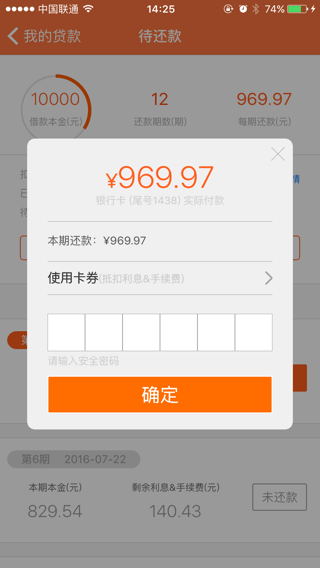 中国联通 14:25 74%
我的贷款 待还款
10000 12 969.97
借款本金(元) 还款期数(期) 每期还款(元)
¥969.97
银行卡 (尾号1438) 实际付款
本期还款：¥969.97
使用卡券(抵扣利息&手续费)
请输入安全密码
确定
第6期 2016-07-22
本期本金(元) 剩余利息&手续费(元)
829.54 140.43 未还款